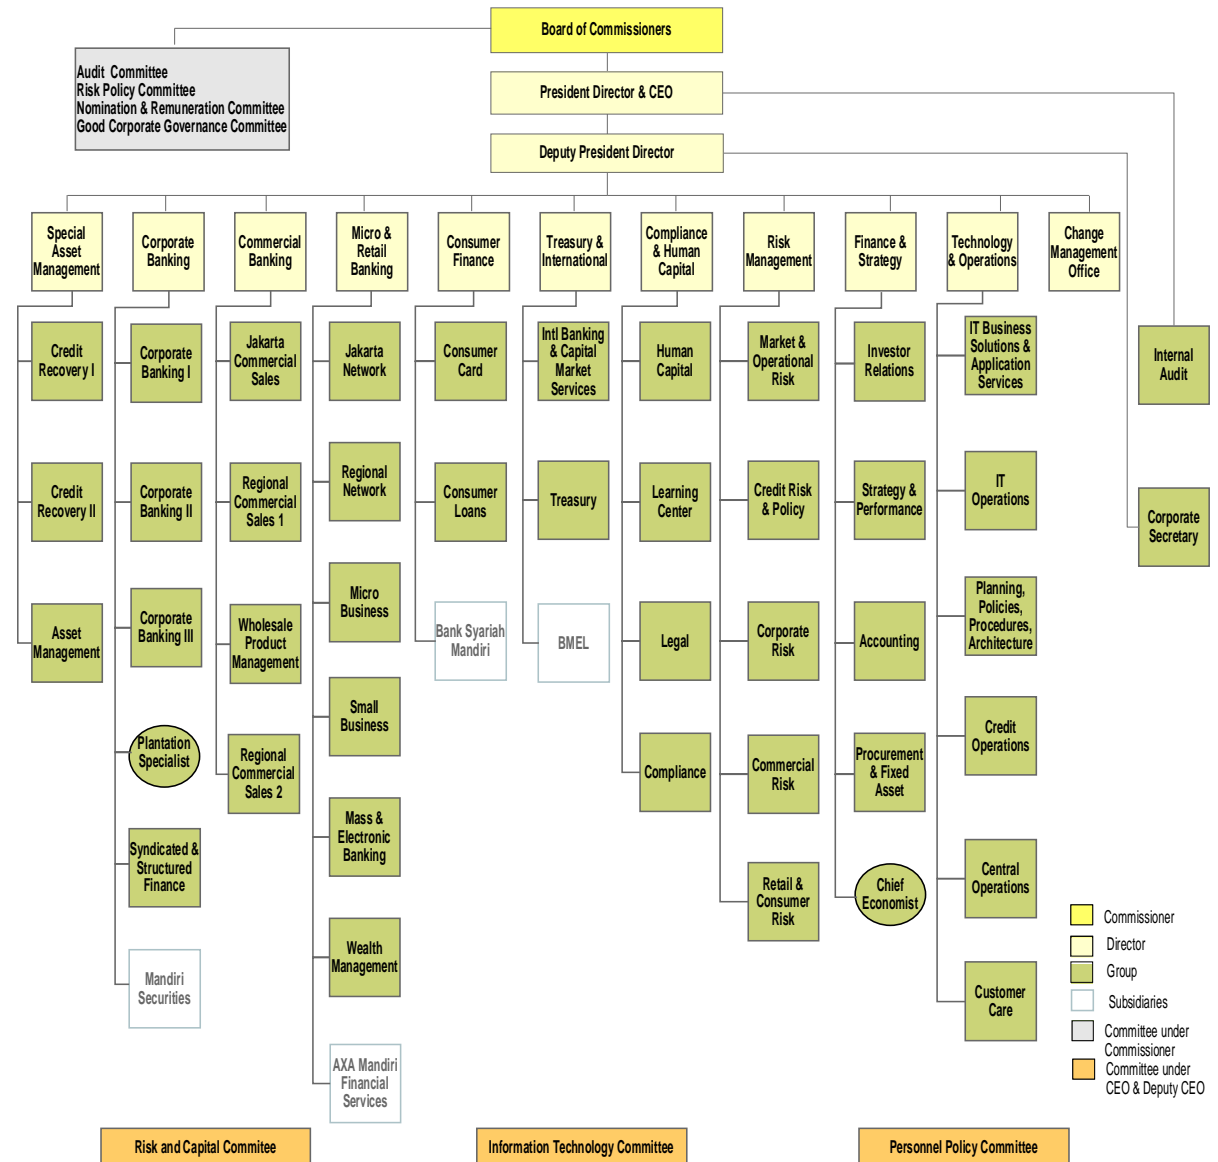 Board of Commissioners
Audit Committee
Risk Policy Committee
Nomination & Remuneration Committee
Good Corporate Governance Committee
President Director & CEO
Deputy President Director
Special
Asset
Management
Corporate
Banking
Commercial
Banking
Micro &
Retail
Banking
Consumer
Finance
Treasury &
International
Compliance
& Human
Capital
Risk
Management
Finance &
Strategy
Technology
& Operations
Change
Management
Office
Credit
Recovery I
Credit
Recovery II
Asset
Management
Corporate
Banking I
Corporate
Banking II
Corporate
Banking III
Plantation
Specialist
Syndicated &
Structured
Finance
Mandiri
Securities
Jakarta
Commercial
Sales
Regional
Commercial
Sales 1
Wholesale
Product
Management
Regional
Commercial
Sales 2
Jakarta
Network
Regional
Network
Micro
Business
Small
Business
Mass &
Electronic
Banking
Wealth
Management
AXA Mandiri
Financial
Services
Consumer
Card
Consumer
Loans
Bank Syariah
Mandiri
Intl Banking
& Capital
Market
Services
Treasury
BMEL
Human
Capital
Learning
Center
Legal
Compliance
Market &
Operational
Risk
Credit Risk
& Policy
Corporate
Risk
Commercial
Risk
Retail &
Consumer
Risk
Investor
Relations
Strategy &
Performance
Accounting
Procurement
& Fixed
Asset
Chief
Economist
IT Business
Solutions &
Application
Services
IT
Operations
Planning,
Policies,
Procedures,
Architecture
Credit
Operations
Central
Operations
Customer
Care
Internal
Audit
Corporate
Secretary
Commissioner
Director
Group
Subsidiaries
Committee under
Commissioner
Committee under
CEO & Deputy CEO
Risk and Capital Commitee
Information Technology Committee
Personnel Policy Committee